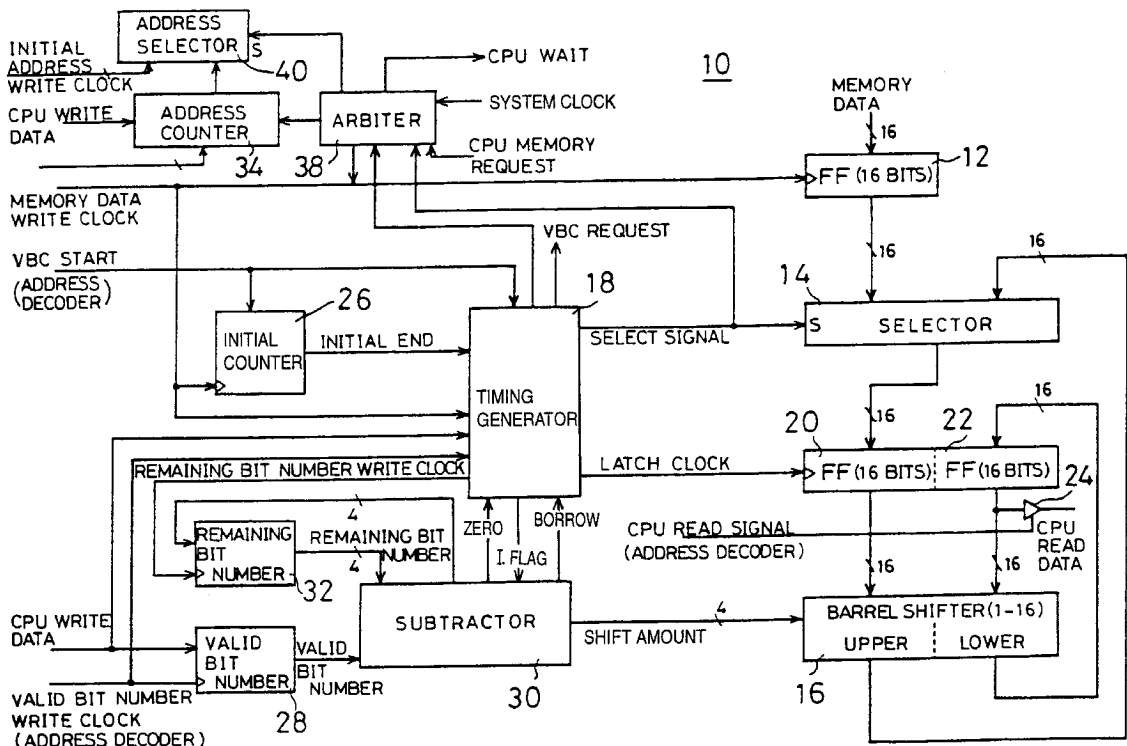 ADDRESS
SELECTOR
S
40
INITIAL
ADDRESS
WRITE CLOCK
CPU WRITE
DATA
ADDRESS
COUNTER
34
ARBITER
38
CPU WAIT
SYSTEM CLOCK
CPU MEMORY
REQUEST
10
MEMORY
DATA
16
12
FF (16 BITS)
MEMORY DATA
WRITE CLOCK
VBC REQUEST
16
16
VBC START
(ADDRESS
DECODER)
26
INITIAL
COUNTER
INITIAL END
18
TIMING
GENERATOR
SELECT SIGNAL
14
S SELECTOR
16
16
20
22
FF (16 BITS) FF (16 BITS)
24
LATCH CLOCK
REMAINING BIT NUMBER WRITE CLOCK
4
ZERO
I. FLAG
BORROW
CPU READ SIGNAL
(ADDRESS DECODER)
CPU
READ
DATA
REMAINING
BIT
NUMBER
32
REMAINING
BIT
NUMBER
4
16
16
CPU WRITE
DATA
VALID
BIT
NUMBER
28
VALID
BIT
NUMBER
SUBTRACTOR
30
4
SHIFT AMOUNT
BARREL SHIFTER (1-16)
UPPER LOWER
16
VALID BIT NUMBER
WRITE CLOCK
(ADDRESS DECODER)